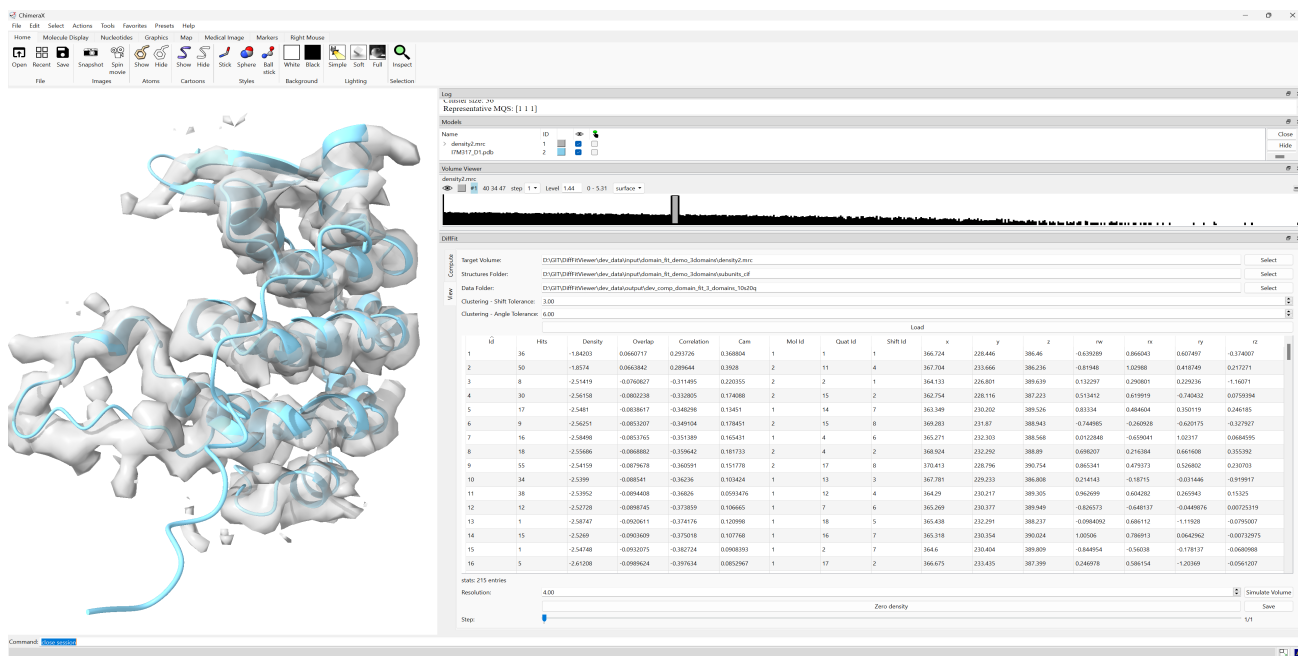 ChimeraX
File Edit Select Actions Tools Favorites Presets Help
Home Molecule Display Nucleotides Graphics Map Medical Image Markers Right Mouse
Open Recent Save Snapshot Spin movie Show Hide Show Hide Stick Sphere Ball stick White Black Simple Soft Full Inspect
File Images Atoms Cartoons Styles Background Lighting Selection
Log
Cluster size: 36
Representative MQS: [1 1 1]
Models
Name ID
density2.mrc 1 Close
I7M317_D1.pdb 2 Hide
Volume Viewer
density2.mrc
#1 40 34 47 step 1 Level 1.44 0 - 5.31 surface
DiffFit
Compute
View
Target Volume: D:\GIT\DiffFitViewer\dev_data\input\domain_fit_demo_3domains\density2.mrc Select
Structures Folder: D:\GIT\DiffFitViewer\dev_data\input\domain_fit_demo_3domains\subunits_cif Select
Data Folder: D:\GIT\DiffFitViewer\dev_data\output\dev_comp_domain_fit_3_domains_10s20q Select
Clustering - Shift Tolerance: 3.00
Clustering - Angle Tolerance: 6.00
Load
Id Hits Density Overlap Correlation Cam Mol Id Quat Id Shift Id x y z rw rx ry rz
1 36 -1.84203 0.0660717 0.293726 0.368804 2 1 1 366.724 228.446 386.46 -0.639289 0.866043 0.607497 -0.374007
2 50 -1.8574 0.0663842 0.289644 0.3928 2 11 4 367.704 233.666 386.236 -0.81948 1.02988 0.418749 0.217271
3 8 -2.51419 -0.0760827 -0.311495 0.220355 2 2 1 364.133 226.801 389.639 0.132297 0.290801 0.229236 -1.16071
4 30 -2.56158 -0.0802238 -0.332805 0.174088 2 15 2 362.754 228.116 387.223 0.513412 0.619919 -0.740432 0.0759394
5 17 -2.5481 -0.0838617 -0.348298 0.13451 1 14 7 363.349 230.202 389.526 0.83334 0.484604 0.350119 0.246185
6 9 -2.56251 -0.0853207 -0.349104 0.178451 2 15 8 369.283 231.87 388.943 -0.744985 -0.260928 -0.620175 -0.327927
7 16 -2.58498 -0.0853765 -0.351389 0.165431 1 4 6 365.271 232.303 388.568 0.0122848 -0.659041 1.02317 0.0684595
8 18 -2.55686 -0.0868882 -0.359642 0.181733 2 4 2 368.924 232.292 388.89 0.698207 0.216384 0.661608 0.355392
9 55 -2.54159 -0.0879678 -0.360591 0.151778 2 17 8 370.413 228.796 390.754 0.865341 0.479373 0.526802 0.230703
10 34 -2.5399 -0.088541 -0.36236 0.103424 1 13 3 367.781 229.233 386.808 0.214143 -0.18715 -0.031446 -0.919917
11 38 -2.53952 -0.0894408 -0.36826 0.0593476 1 12 4 364.29 230.217 389.305 0.962699 0.604282 0.265943 0.15325
12 12 -2.52728 -0.0898745 -0.373859 0.106665 1 7 6 365.269 230.377 389.949 -0.826573 -0.648137 -0.0449876 0.00725319
13 1 -2.58747 -0.0920611 -0.374176 0.120998 1 18 5 365.438 232.291 388.237 -0.0984092 0.686112 -1.11928 -0.0795007
14 15 -2.5269 -0.0903609 -0.375018 0.107768 1 16 7 365.318 230.354 390.024 1.00506 0.786913 0.0642962 -0.00732975
15 1 -2.54748 -0.0932075 -0.382724 0.0908393 1 2 7 364.6 230.404 389.809 -0.844954 -0.56038 -0.178137 -0.0680988
16 5 -2.61208 -0.0989624 -0.397634 0.0852967 1 17 2 366.675 233.435 387.399 0.246978 0.586154 -1.20369 -0.0561207
stats: 215 entries
Resolution: 4.00 Simulate Volume
Zero density Save
Step: 1/1
Command: close session